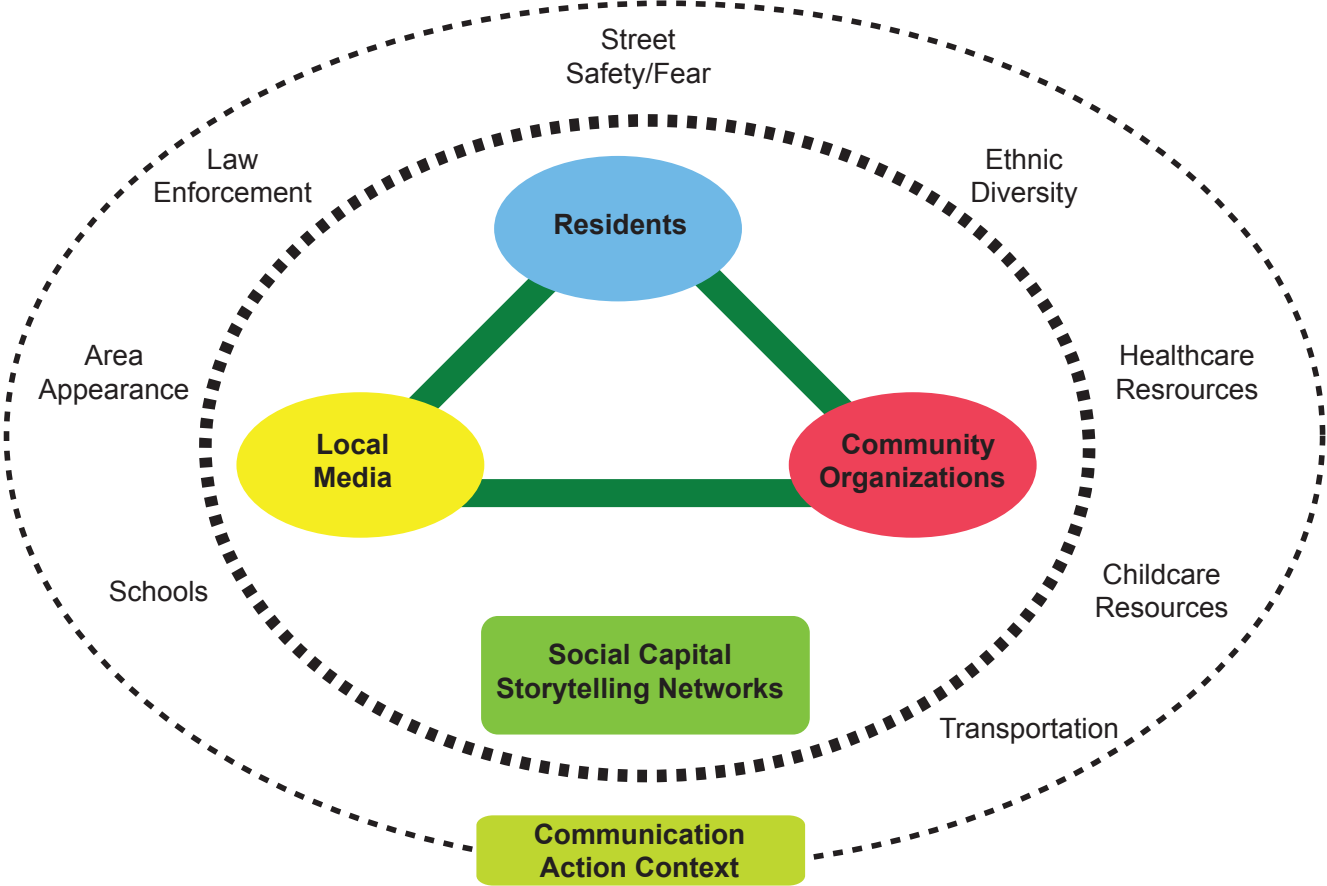 Street
Safety/Fear
Law
Enforcement
Ethnic
Diversity
Residents
Area
Appearance
Healthcare
Resrources
Local
Media
Community
Organizations
Schools
Childcare
Resources
Social Capital
Storytelling Networks
Transportation
Communication
Action Context